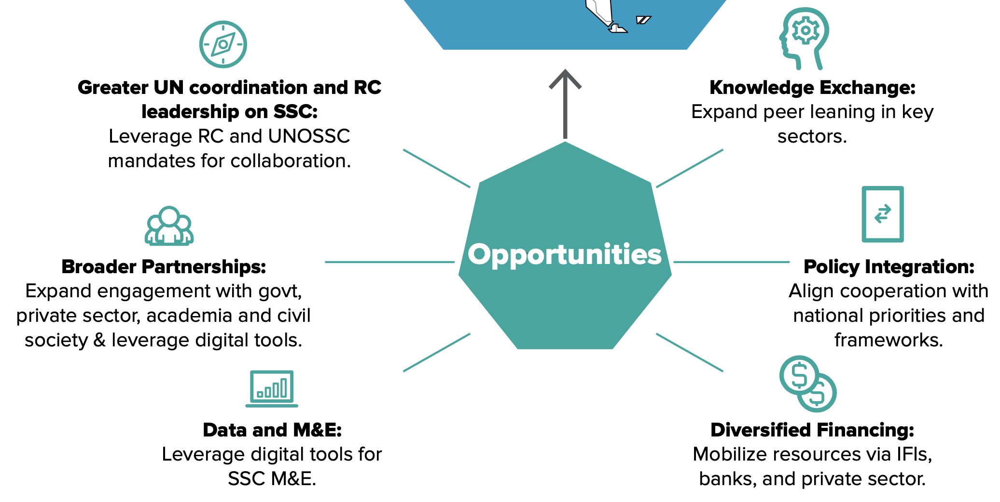 Greater UN coordination and RC
leadership on SSC:
Leverage RC and UNOSSC
mandates for collaboration.
Knowledge Exchange:
Expand peer leaning in key
sectors.
Opportunities
Broader Partnerships:
Expand engagement with govt,
private sector, academia and civil
society & leverage digital tools.
Policy Integration:
Align cooperation with
national priorities and
frameworks.
Data and M&E:
Leverage digital tools for
SSC M&E.
$
$
Diversified Financing:
Mobilize resources via IFIs,
banks, and private sector.